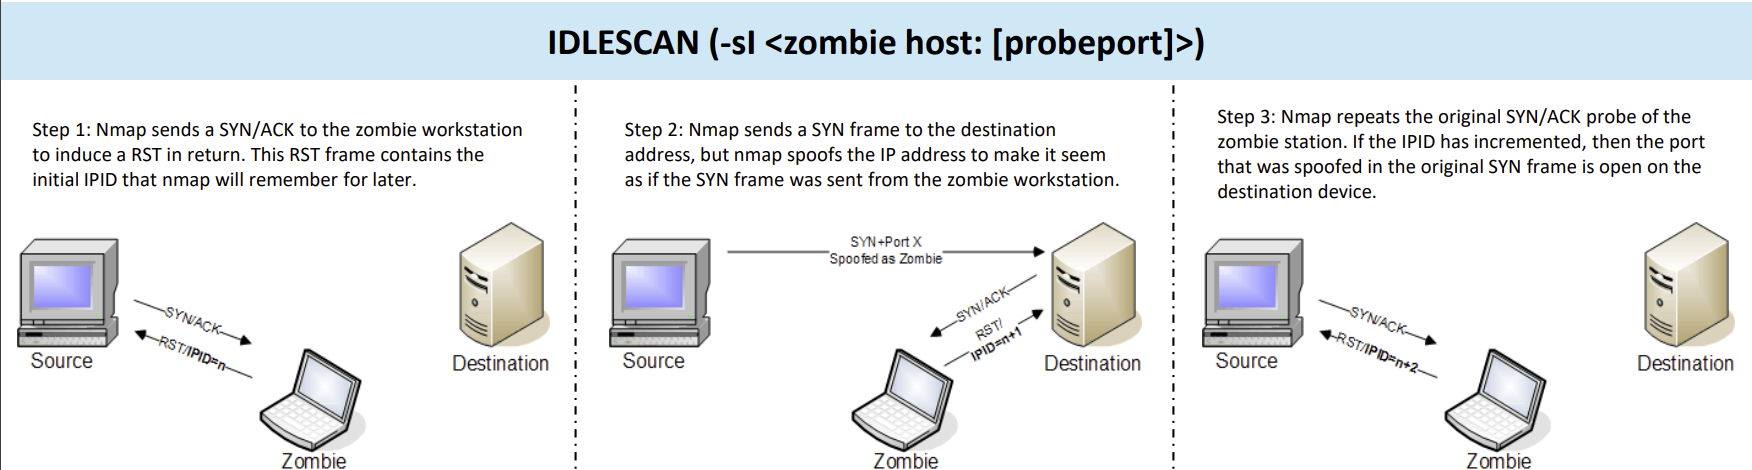 IDLESCAN (-sI <zombie host: [probeport]>)
Step 1: Nmap sends a SYN/ACK to the zombie workstation
to induce a RST in return. This RST frame contains the
initial IPID that nmap will remember for later.
SYN/ACK
RST/IPID=n
Source
Destination
Zombie
Step 2: Nmap sends a SYN frame to the destination
address, but nmap spoofs the IP address to make it seem
as if the SYN frame was sent from the zombie workstation.
SYN+Port X
Spoofed as Zombie
SYN/ACK
RST/
IPID=n+1
Source
Destination
Zombie
Step 3: Nmap repeats the original SYN/ACK probe of the
zombie station. If the IPID has incremented, then the port
that was spoofed in the original SYN frame is open on the
destination device.
SYN/ACK
RST/IPID=n+2
Source
Destination
Zombie